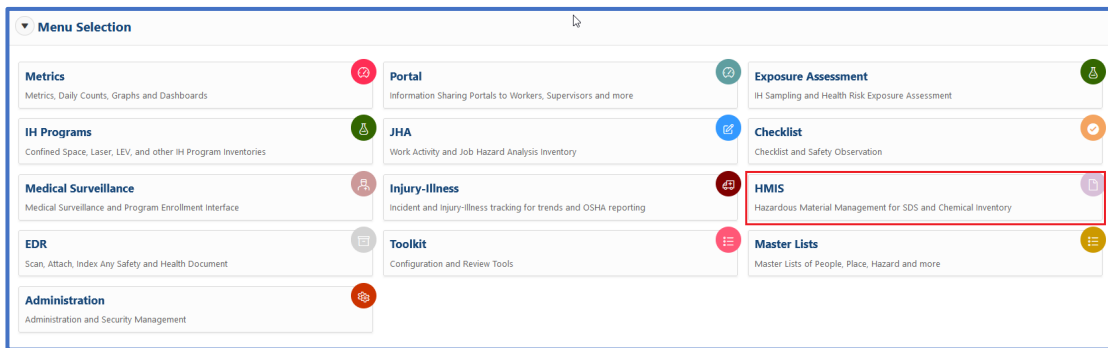 Menu Selection
Metrics
Metrics, Daily Counts, Graphs and Dashboards
Portal
Information Sharing Portals to Workers, Supervisors and more
Exposure Assessment
IH Sampling and Health Risk Exposure Assessment
IH Programs
Confined Space, Laser, LEV, and other IH Program Inventories
JHA
Work Activity and Job Hazard Analysis Inventory
Checklist
Checklist and Safety Observation
Medical Surveillance
Medical Surveillance and Program Enrollment Interface
Injury-Illness
Incident and Injury-Illness tracking for trends and OSHA reporting
HMIS
Hazardous Material Management for SDS and Chemical Inventory
EDR
Scan, Attach, Index Any Safety and Health Document
Toolkit
Configuration and Review Tools
Master Lists
Master Lists of People, Place, Hazard and more
Administration
Administration and Security Management